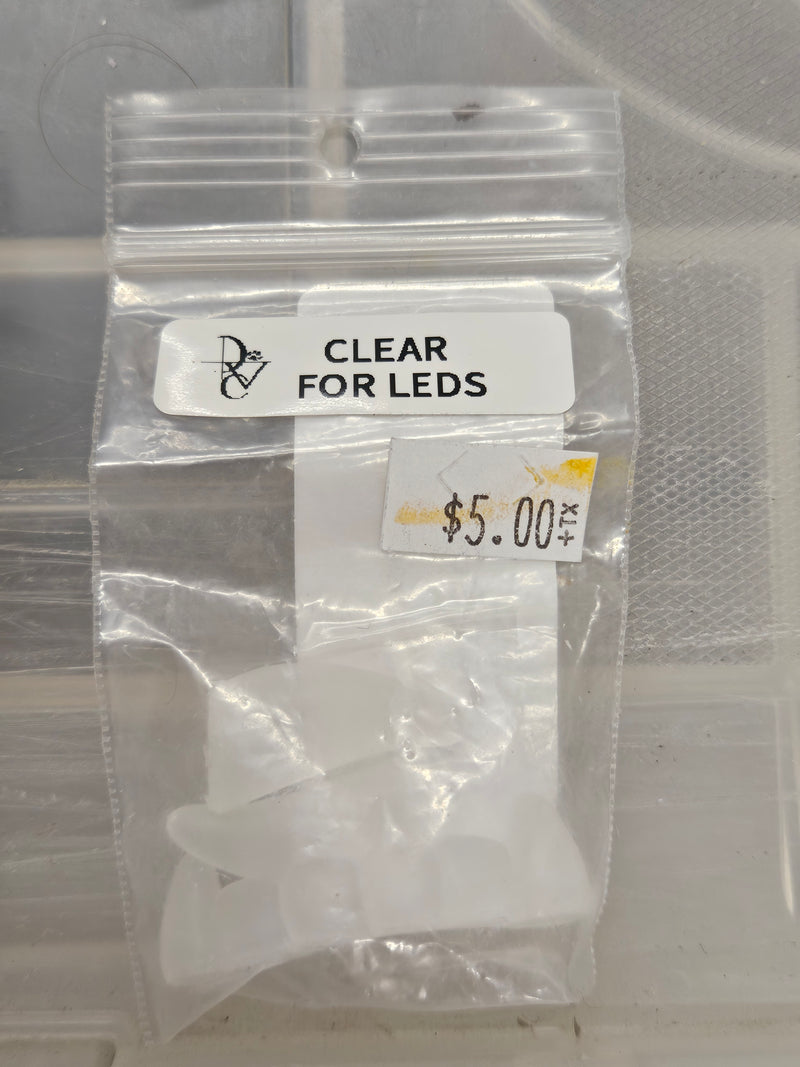 CLEAR
FOR LEDS
$5.00 +TX